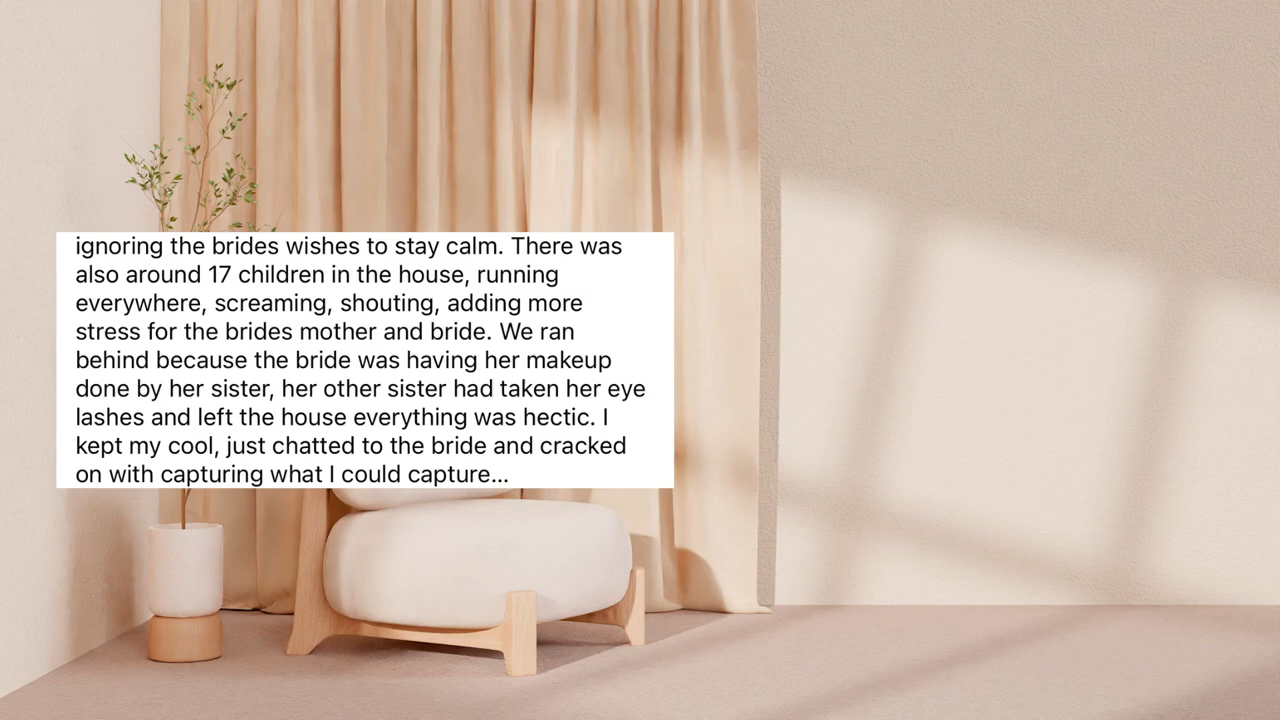 ignoring the brides wishes to stay calm. There was
also around 17 children in the house, running
everywhere, screaming, shouting, adding more
stress for the brides mother and bride. We ran
behind because the bride was having her makeup
done by her sister, her other sister had taken her eye
lashes and left the house everything was hectic. I
kept my cool, just chatted to the bride and cracked
on with capturing what I could capture...